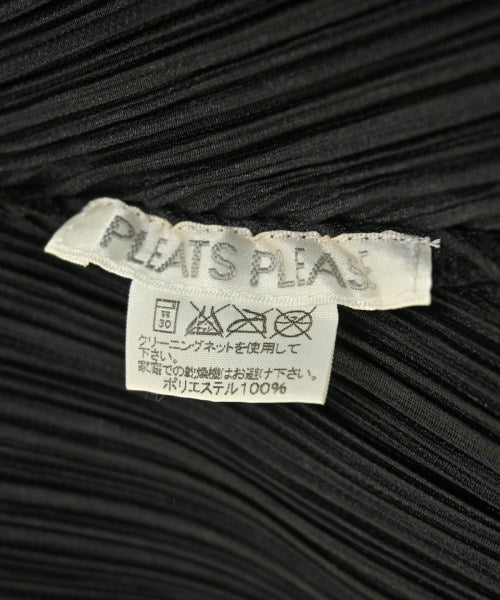 PLEATS PLEASE
弱
30
クリーニングネットを使用して
下さい。
家庭での乾燥機はお避け下さい。
ポリエステル100%